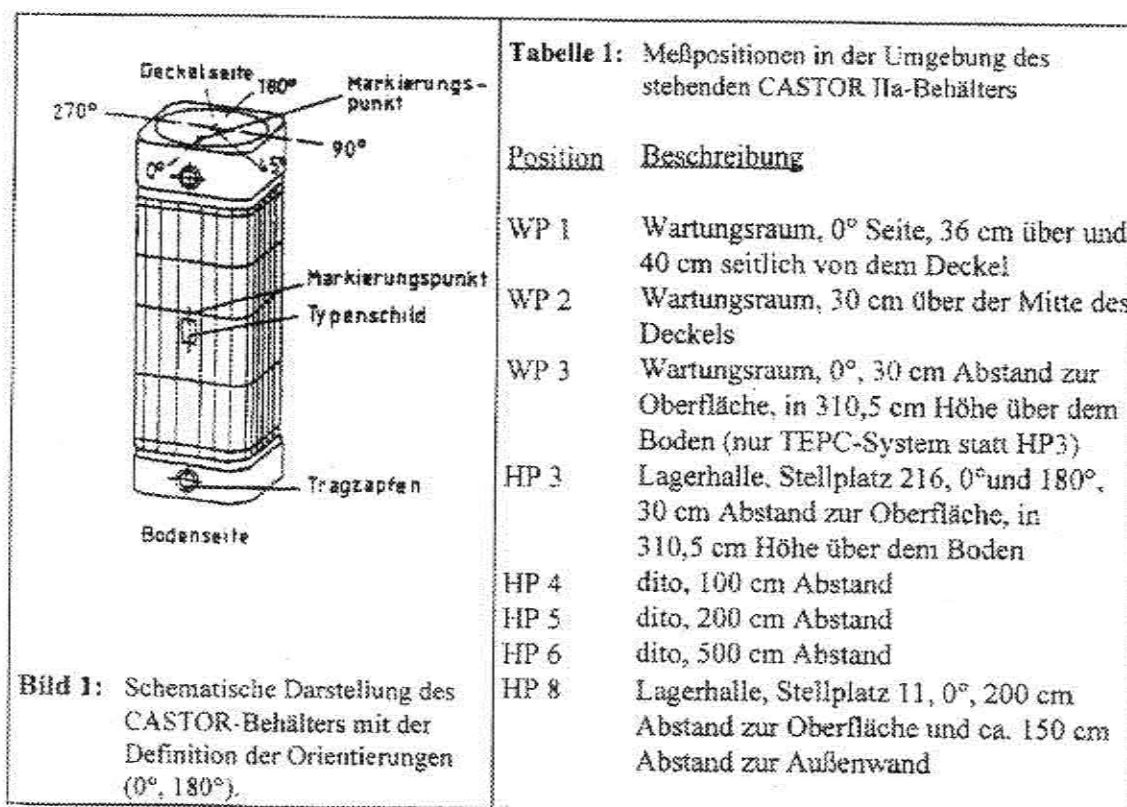 Deckelseite
180°
Markierungs-
punkt
270°
90°
0°
Markierungspunkt
Typenschild
Tragzapfen
Bodenseite
Bild 1: Schematische Darstellung des
CASTOR-Behälters mit der
Definition der Orientierungen
(0°, 180°).
Tabelle 1: Meßpositionen in der Umgebung des
stehenden CASTOR IIa-Behälters
Position Beschreibung
WP 1 Wartungsraum, 0° Seite, 36 cm über und
40 cm seitlich von dem Deckel
WP 2 Wartungsraum, 30 cm über der Mitte des
Deckels
WP 3 Wartungsraum, 0°, 30 cm Abstand zur
Oberfläche, in 310,5 cm Höhe über dem
Boden (nur TEPC-System statt HP3)
HP 3 Lagerhalle, Stellplatz 216, 0°und 180°,
30 cm Abstand zur Oberfläche, in
310,5 cm Höhe über dem Boden
HP 4 dito, 100 cm Abstand
HP 5 dito, 200 cm Abstand
HP 6 dito, 500 cm Abstand
HP 8 Lagerhalle, Stellplatz 11, 0°, 200 cm
Abstand zur Oberfläche und ca. 150 cm
Abstand zur Außenwand